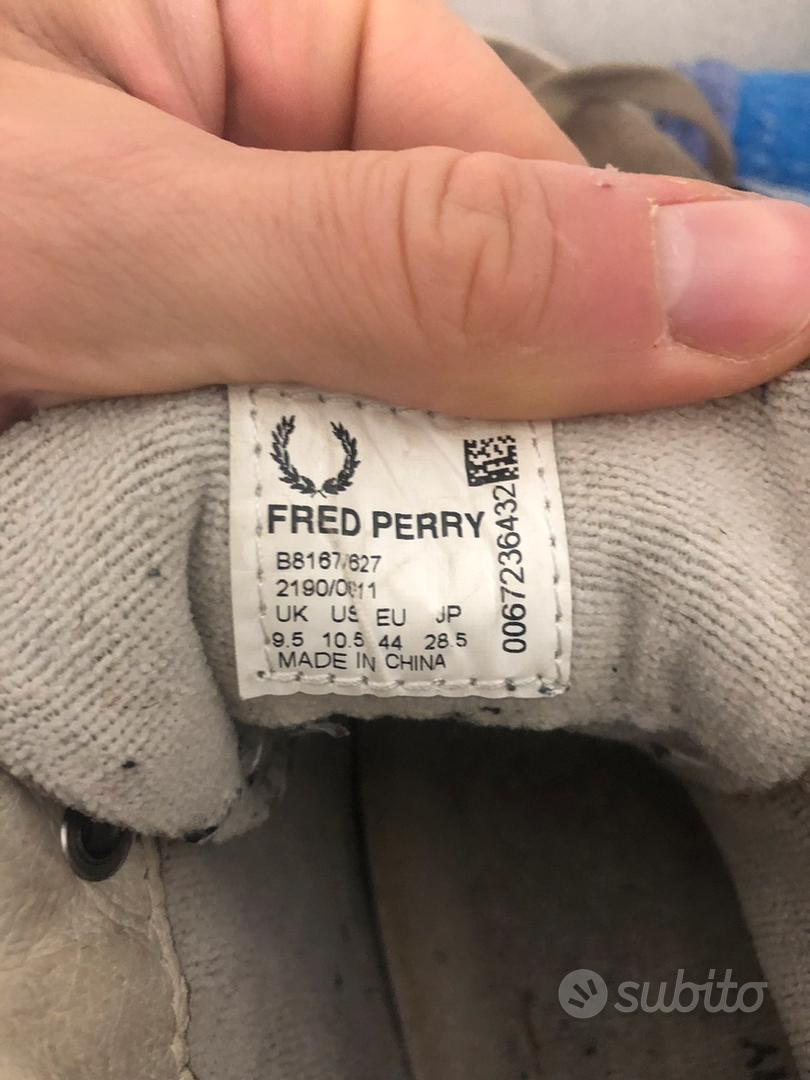 FRED PERRY
B8167/627
UK US EU JP
9.5 10.5 44 28.5
MADE IN CHINA
0067236432
subito